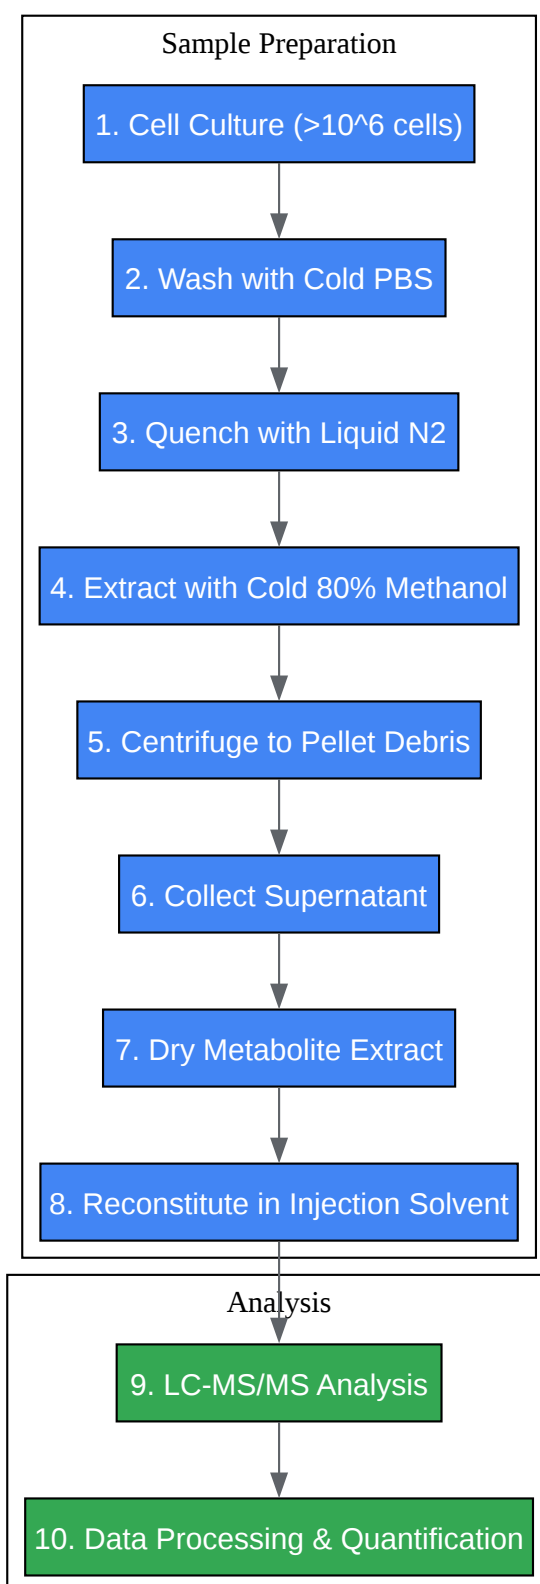 Sample Preparation
1. Cell Culture (>10^6 cells)
2. Wash with Cold PBS
3. Quench with Liquid N2
4. Extract with Cold 80% Methanol
5. Centrifuge to Pellet Debris
6. Collect Supernatant
7. Dry Metabolite Extract
8. Reconstitute in Injection Solvent
Analysis
9. LC-MS/MS Analysis
10. Data Processing & Quantification